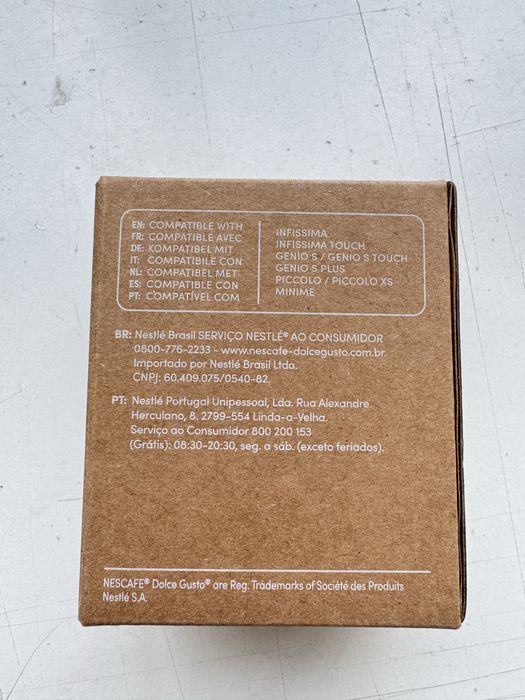 EN: COMPATIBLE WITH
FR: COMPATIBLE AVEC
DE: KOMPATIBEL MIT
IT: COMPATIBILE CON
NL: COMPATIBEL MET
ES: COMPATIBLE CON
PT: COMPATÍVEL COM
INFISSIMA
INFISSIMA TOUCH
GENIO S / GENIO S TOUCH
GENIO S PLUS
PICCOLO / PICCOLO XS
MINIME
BR: Nestlé Brasil SERVIÇO NESTLÉ® AO CONSUMIDOR
0800-776-2233 - www.nescafe-dolcegusto.com.br
Importado por Nestlé Brasil Ltda.
CNPJ: 60.409.075/0540-82.
PT: Nestlé Portugal Unipessoal, Lda. Rua Alexandre
Herculano, 8. 2799-554 Linda-a-Velha.
Serviço ao Consumidor 800 200 153
(Grátis): 08:30-20:30, seg. a sáb. (exceto feriados).
NESCAFE® Dolce Gusto® are Reg. Trademarks of Société des Produits
Nestlé S.A.